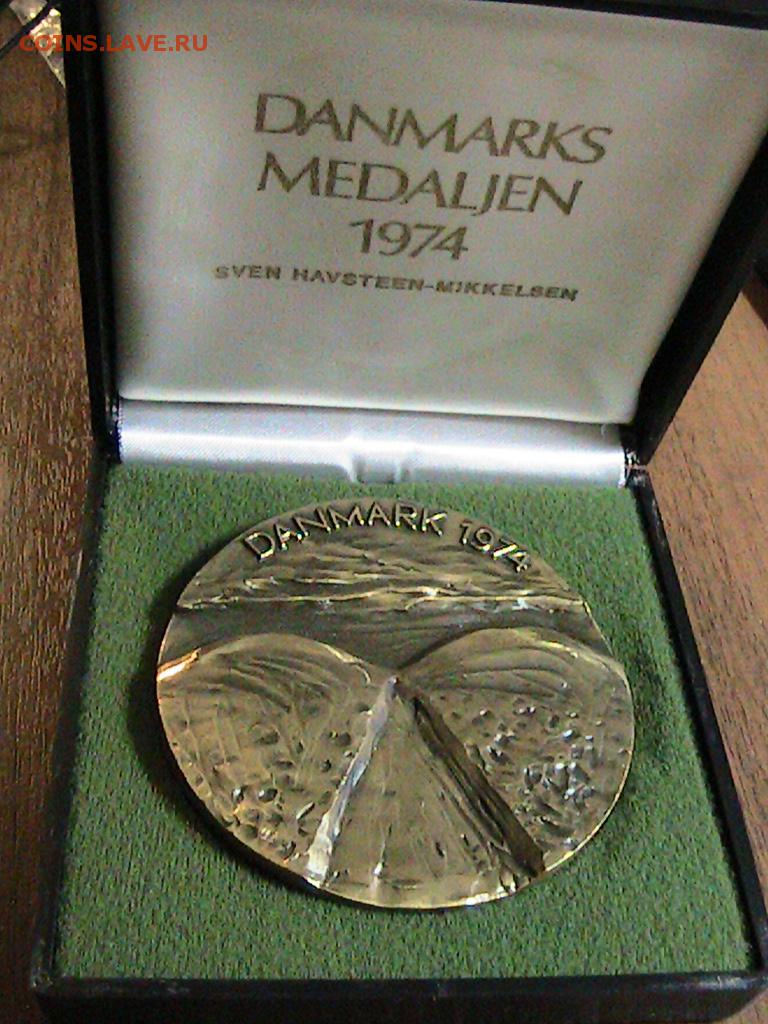 COINS.LAVE.RU
DANMARKS
MEDALJEN
1974
SVEN HAVSTEEN-MIKKELSEN
DANMARK 1974